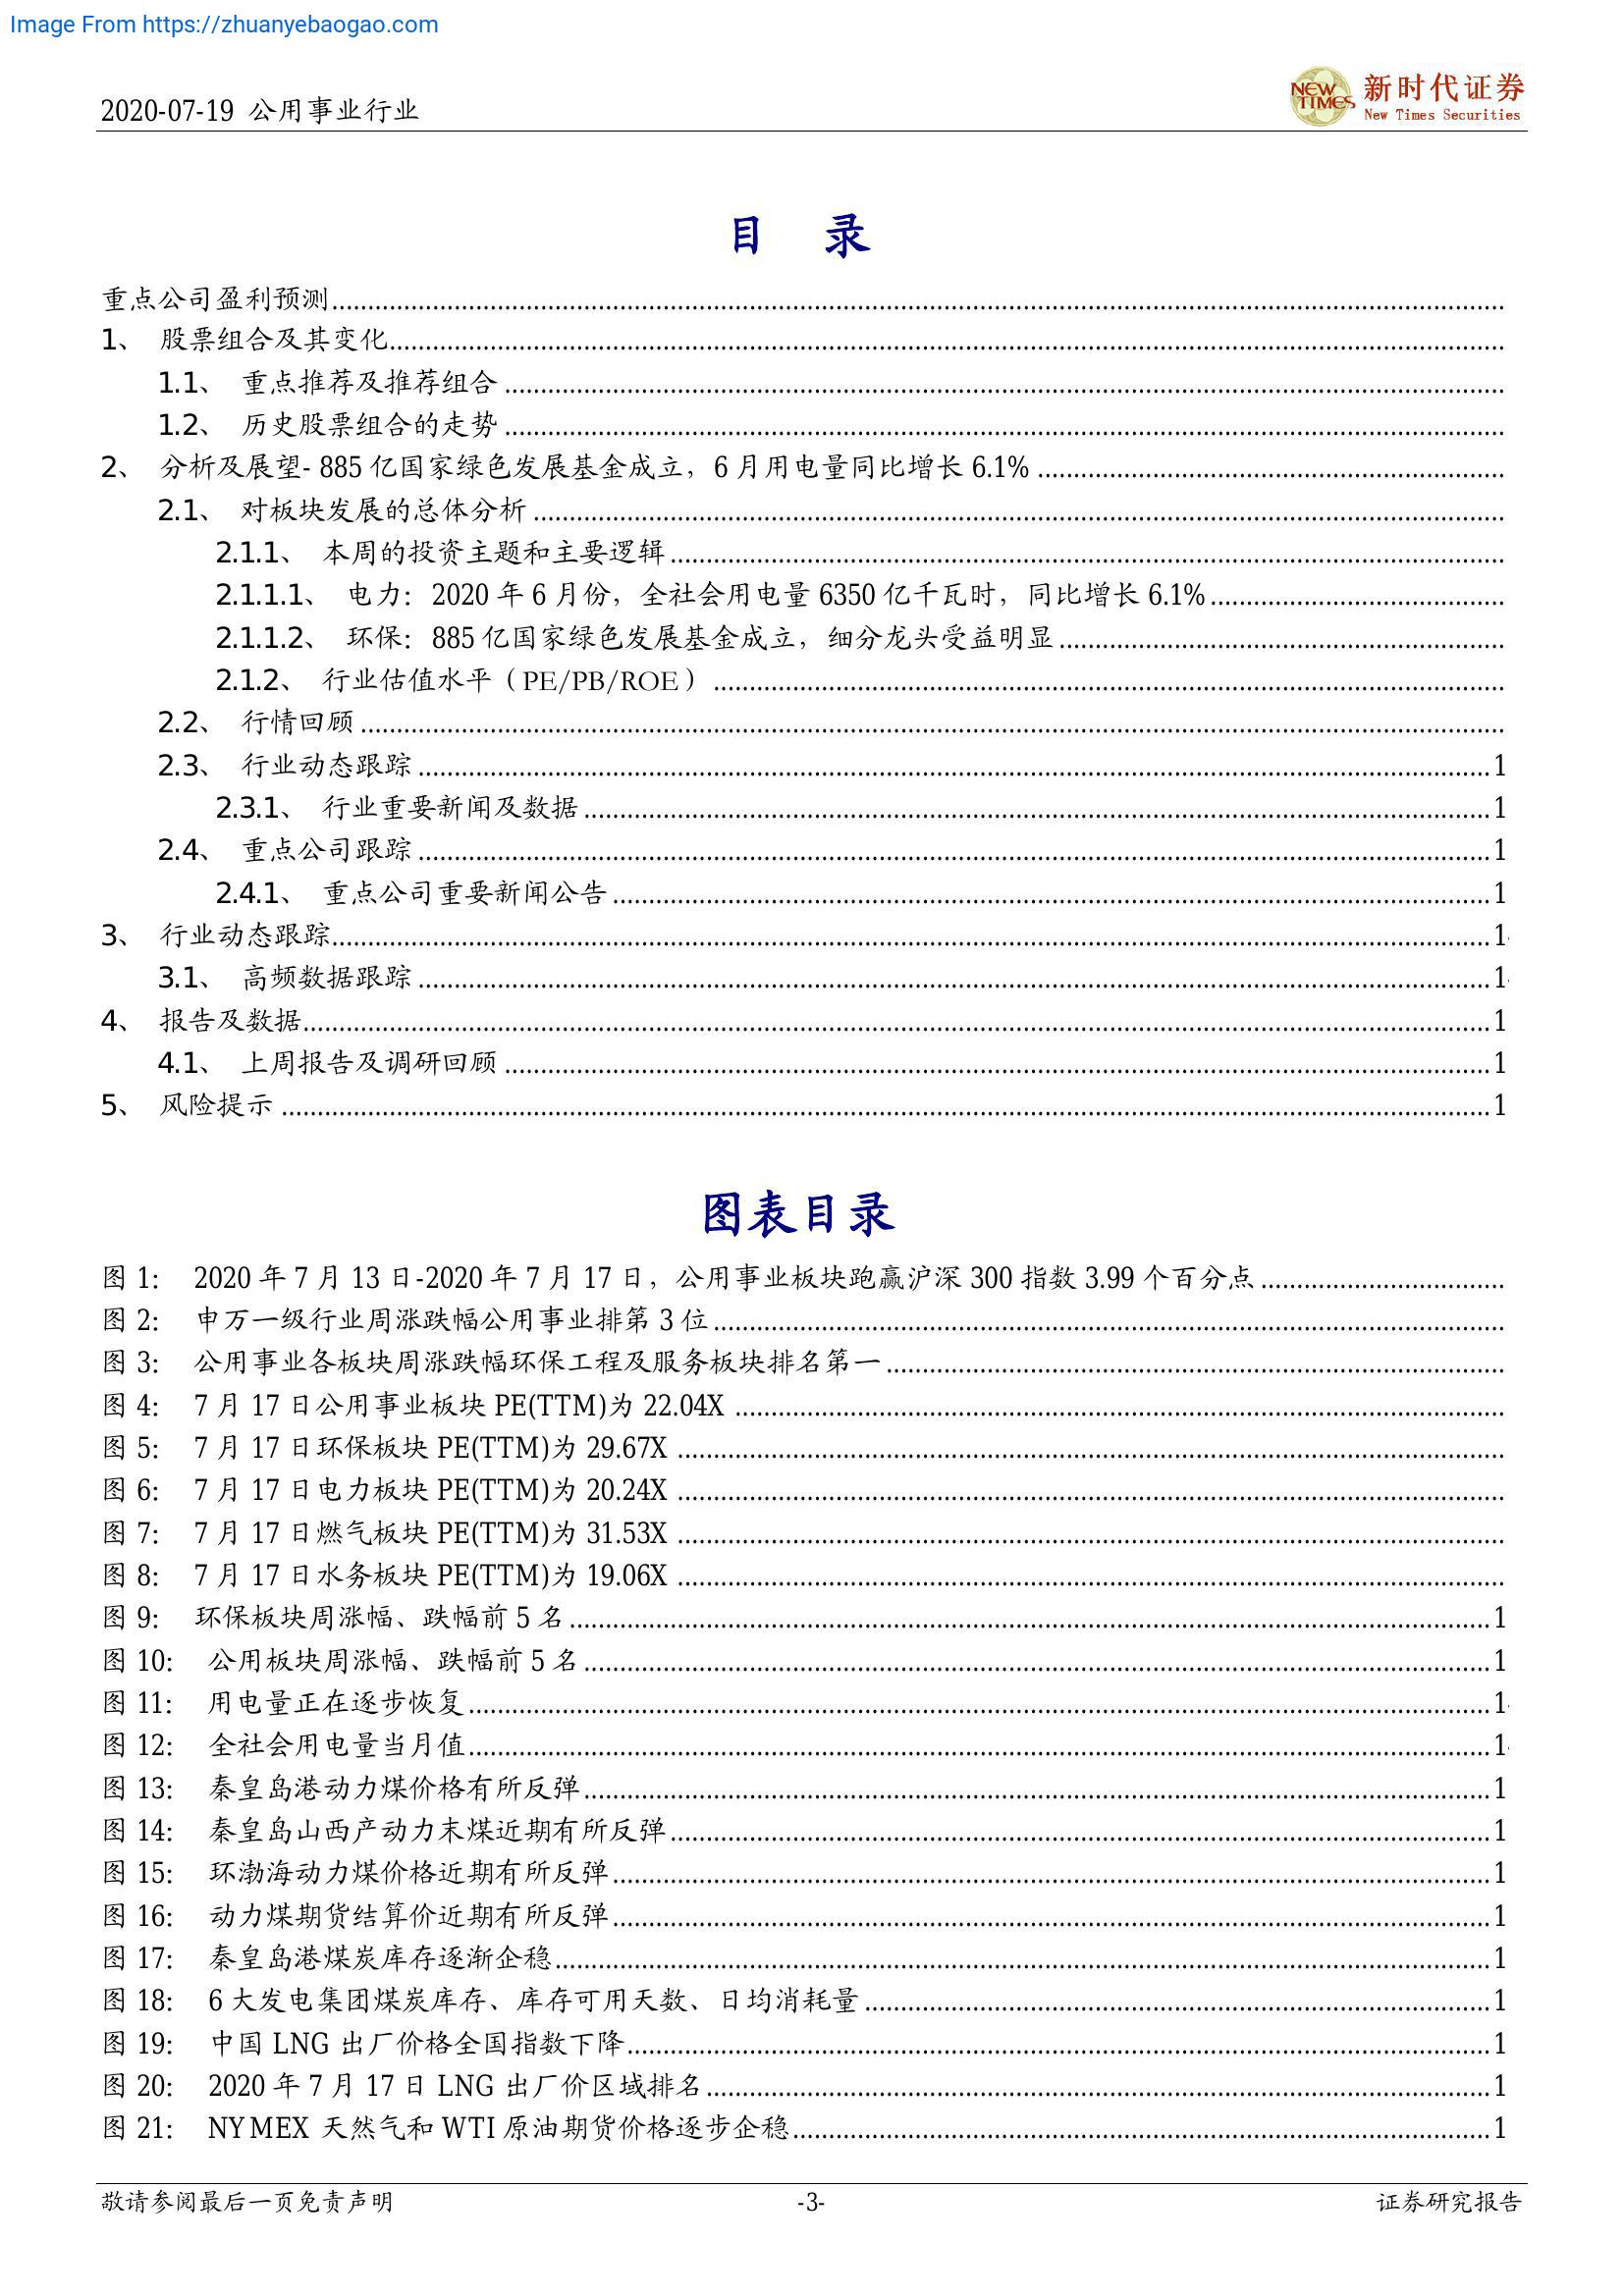 Image From https://zhuanyebaogao.com
2020-07-19 公用事业行业
NEW TIMES 新时代证券
New Times Securities
目 录
重点公司盈利预测
1、 股票组合及其变化
1.1、 重点推荐及推荐组合
1.2、 历史股票组合的走势
2、 分析及展望- 885 亿国家绿色发展基金成立，6 月用电量同比增长 6.1%
2.1、 对板块发展的总体分析
2.1.1、 本周的投资主题和主要逻辑
2.1.1.1、 电力：2020 年 6 月份，全社会用电量 6350 亿千瓦时，同比增长 6.1%
2.1.1.2、 环保：885 亿国家绿色发展基金成立，细分龙头受益明显
2.1.2、 行业估值水平（PE/PB/ROE）
2.2、 行情回顾
2.3、 行业动态跟踪 1
2.3.1、 行业重要新闻及数据 1
2.4、 重点公司跟踪 1
2.4.1、 重点公司重要新闻公告 1
3、 行业动态跟踪 1
3.1、 高频数据跟踪 1
4、 报告及数据 1
4.1、 上周报告及调研回顾 1
5、 风险提示 1
图表目录
图 1: 2020 年 7 月 13 日-2020 年 7 月 17 日，公用事业板块跑赢沪深 300 指数 3.99 个百分点
图 2: 申万一级行业周涨跌幅公用事业排第 3 位
图 3: 公用事业各板块周涨跌幅环保工程及服务板块排名第一
图 4: 7 月 17 日公用事业板块 PE(TTM)为 22.04X
图 5: 7 月 17 日环保板块 PE(TTM)为 29.67X
图 6: 7 月 17 日电力板块 PE(TTM)为 20.24X
图 7: 7 月 17 日燃气板块 PE(TTM)为 31.53X
图 8: 7 月 17 日水务板块 PE(TTM)为 19.06X
图 9: 环保板块周涨幅、跌幅前 5 名 1
图 10: 公用板块周涨幅、跌幅前 5 名 1
图 11: 用电量正在逐步恢复 1
图 12: 全社会用电量当月值 1
图 13: 秦皇岛港动力煤价格有所反弹 1
图 14: 秦皇岛山西产动力末煤近期有所反弹 1
图 15: 环渤海动力煤价格近期有所反弹 1
图 16: 动力煤期货结算价近期有所反弹 1
图 17: 秦皇岛港煤炭库存逐渐企稳 1
图 18: 6 大发电集团煤炭库存、库存可用天数、日均消耗量 1
图 19: 中国 LNG 出厂价格全国指数下降 1
图 20: 2020 年 7 月 17 日 LNG 出厂价区域排名 1
图 21: NYMEX 天然气和 WTI 原油期货价格逐步企稳 1
敬请参阅最后一页免责声明 -3- 证券研究报告